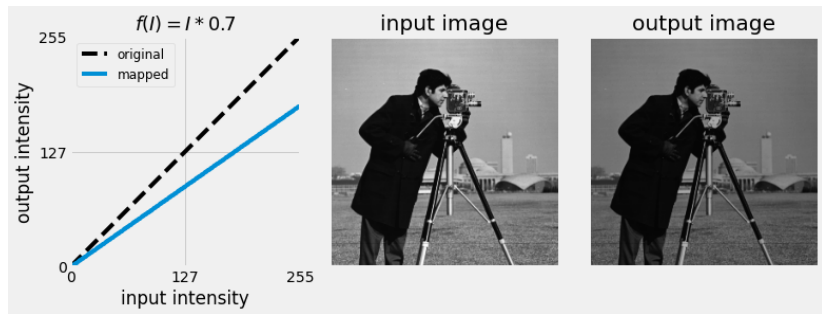 f(I) = I * 0.7
255
original
mapped
output intensity
127
0
0 127 255
input intensity
input image
output image